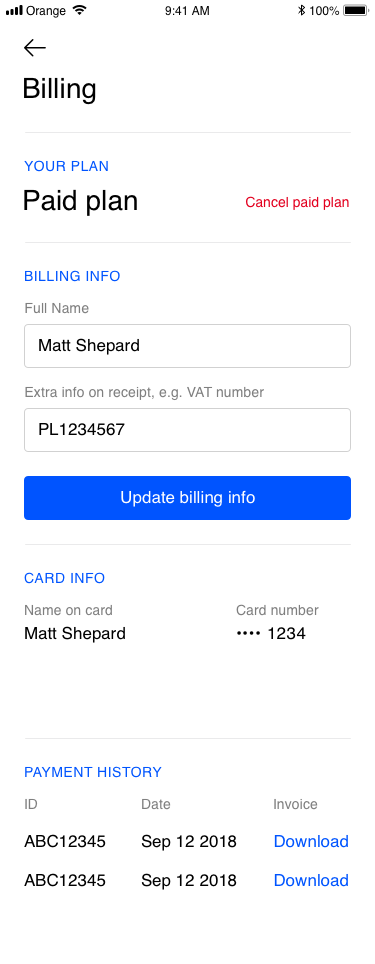 Orange 9:41 AM 100%
Billing
YOUR PLAN
Paid plan Cancel paid plan
BILLING INFO
Full Name
Matt Shepard
Extra info on receipt, e.g. VAT number
PL1234567
Update billing info
CARD INFO
Name on card Card number
Matt Shepard •••• 1234
PAYMENT HISTORY
ID Date Invoice
ABC12345 Sep 12 2018 Download
ABC12345 Sep 12 2018 Download